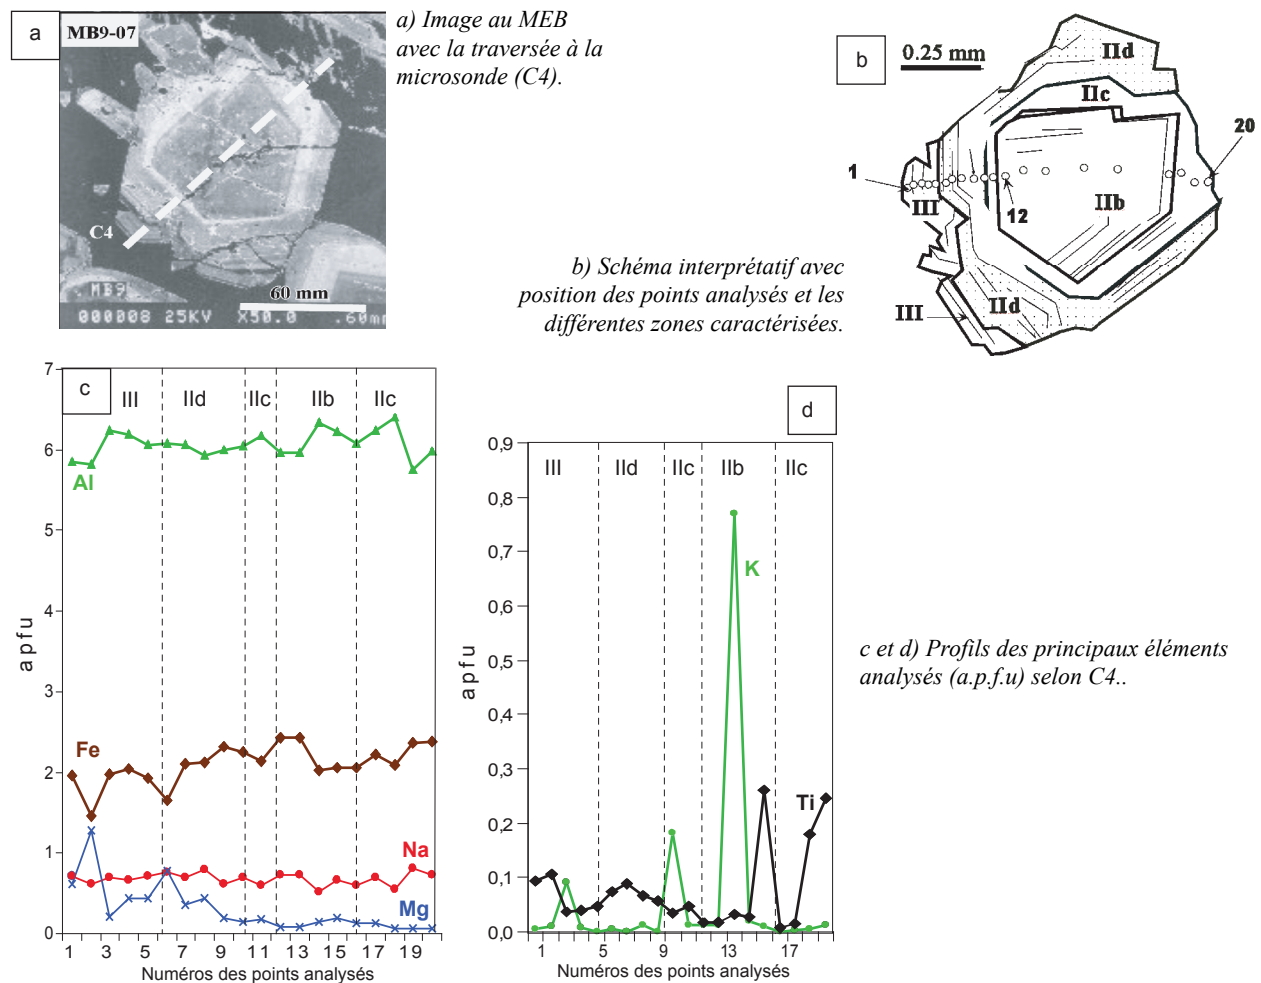 a
MB9-07
C4
MB9
60 mm
000008 25KV X50.0 .60mm
a) Image au MEB
avec la traversée à la
microsonde (C4).
b
0.25 mm
IId
IIc
20
1
III
12
IIb
IId
III
b) Schéma interprétatif avec
position des points analysés et les
différentes zones caractérisées.
c
III IId IIc IIb IIc
7
6
5
4
3
2
1
0
apfu
Al
Fe
Na
Mg
1 3 5 7 9 11 13 15 17 19
Numéros des points analysés
d
III IId IIc IIb IIc
0,9
0,8
0,7
0,6
0,5
0,4
0,3
0,2
0,1
0,0
apfu
K
Ti
1 5 9 13 17
Numéros des points analysés
c et d) Profils des principaux éléments
analysés (a.p.f.u) selon C4..